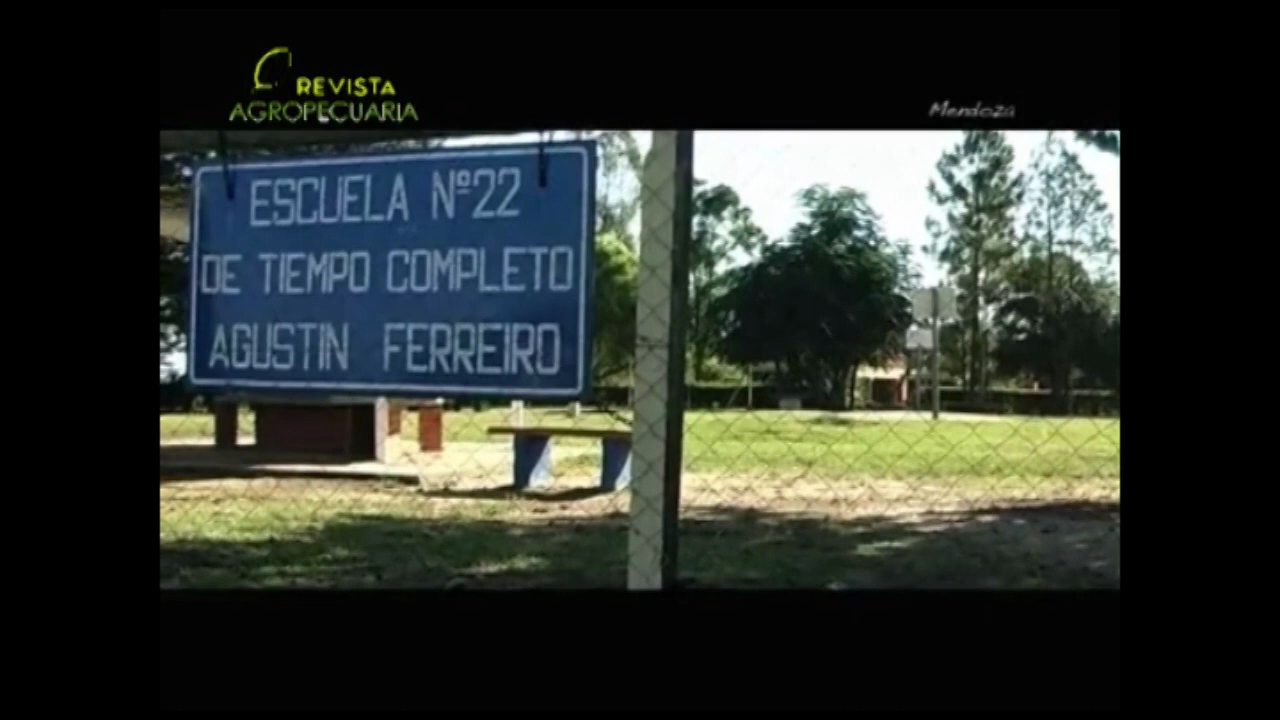 REVISTA
AGROPECUARIA
Mendoza
ESCUELA Nº22
DE TIEMPO COMPLETO
AGUSTIN FERREIRO